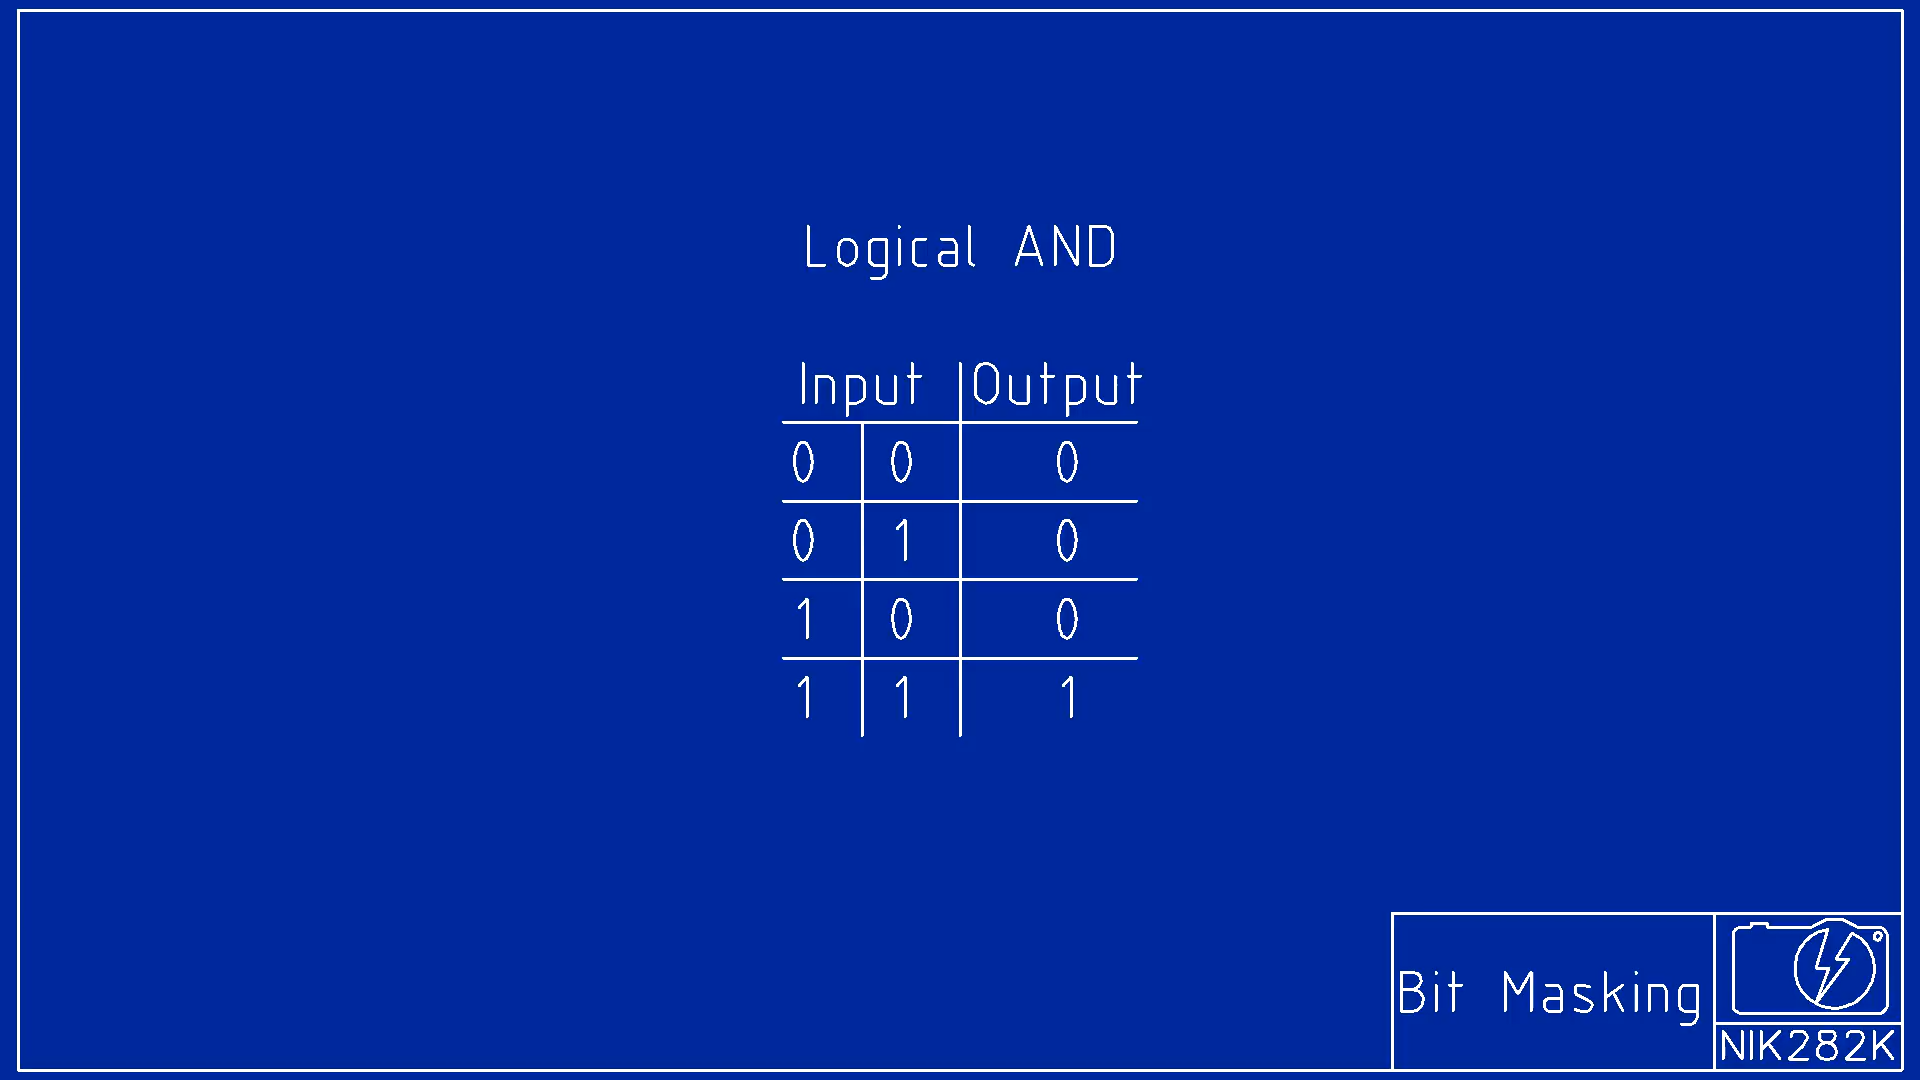 Logical AND
Input Output
0 0 0
0 1 0
1 0 0
1 1 1
Bit Masking
NIK282K